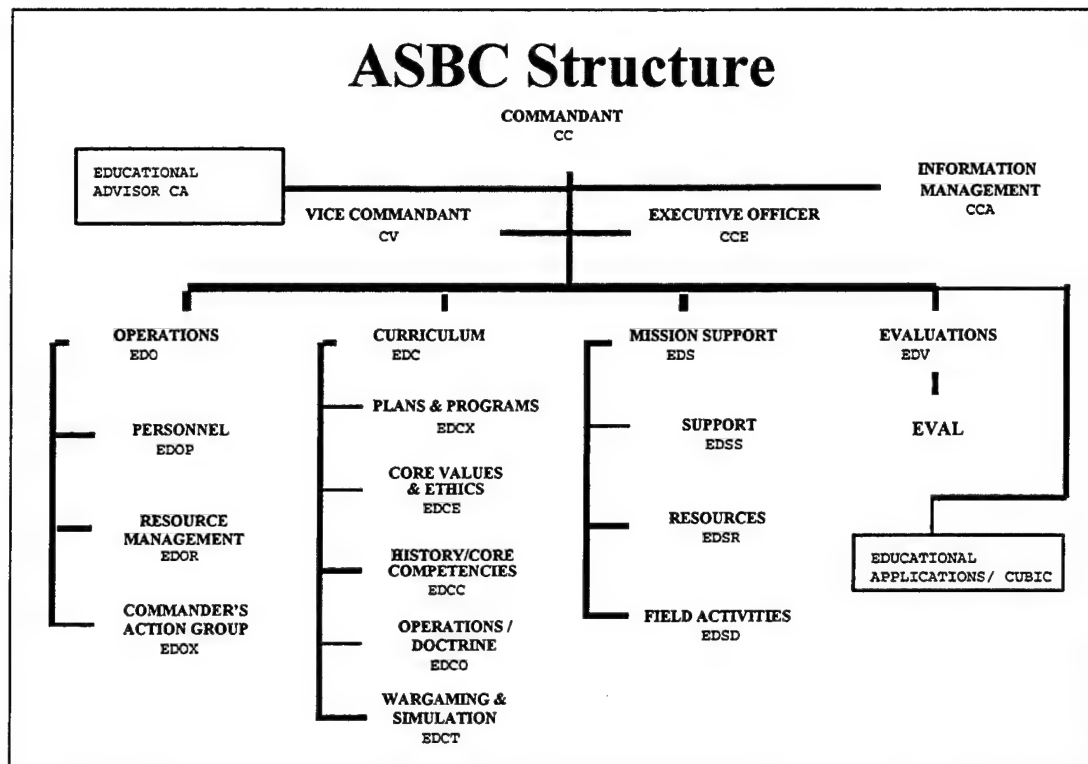 ASBC Structure
COMMANDANT
CC
EDUCATIONAL
ADVISOR CA
INFORMATION
MANAGEMENT
CCA
VICE COMMANDANT
CV
EXECUTIVE OFFICER
CCE
OPERATIONS
EDO
PERSONNEL
EDOP
RESOURCE
MANAGEMENT
EDOR
COMMANDER'S
ACTION GROUP
EDOX
CURRICULUM
EDC
PLANS & PROGRAMS
EDCX
CORE VALUES
& ETHICS
EDCE
HISTORY/CORE
COMPETENCIES
EDCC
OPERATIONS /
DOCTRINE
EDCO
WARGAMING &
SIMULATION
EDCT
MISSION SUPPORT
EDS
SUPPORT
EDSS
RESOURCES
EDSR
FIELD ACTIVITIES
EDSD
EVALUATIONS
EDV
EVAL
EDUCATIONAL
APPLICATIONS/ CUBIC